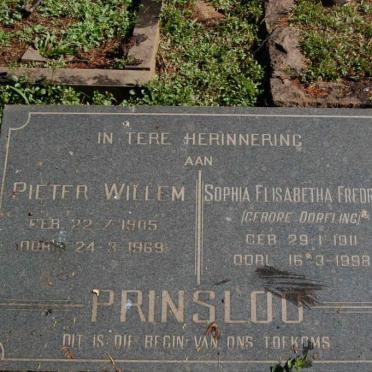 IN TERE HERINNERING
AAN
PIETER WILLEM
GEB 22-7-1905
OORL 24-3-1969
SOPHIA ELISABETHA FREDR
(GEBORE DORFLING)
GEB 29-1-1911
OORL 16-3-1998
PRINSLOO
DIT IS DIE BEGIN VAN ONS TOEKOMS